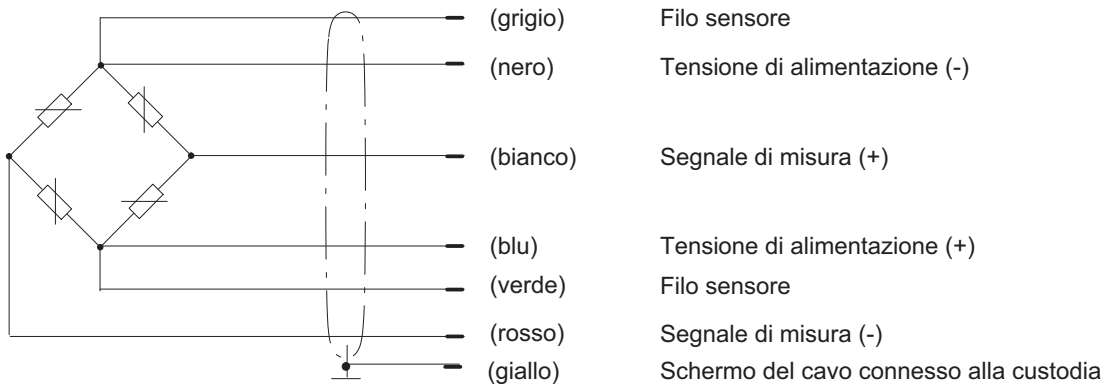 (grigio) Filo sensore
(nero) Tensione di alimentazione (-)
(bianco) Segnale di misura (+)
(blu) Tensione di alimentazione (+)
(verde) Filo sensore
(rosso) Segnale di misura (-)
(giallo) Schermo del cavo connesso alla custodia